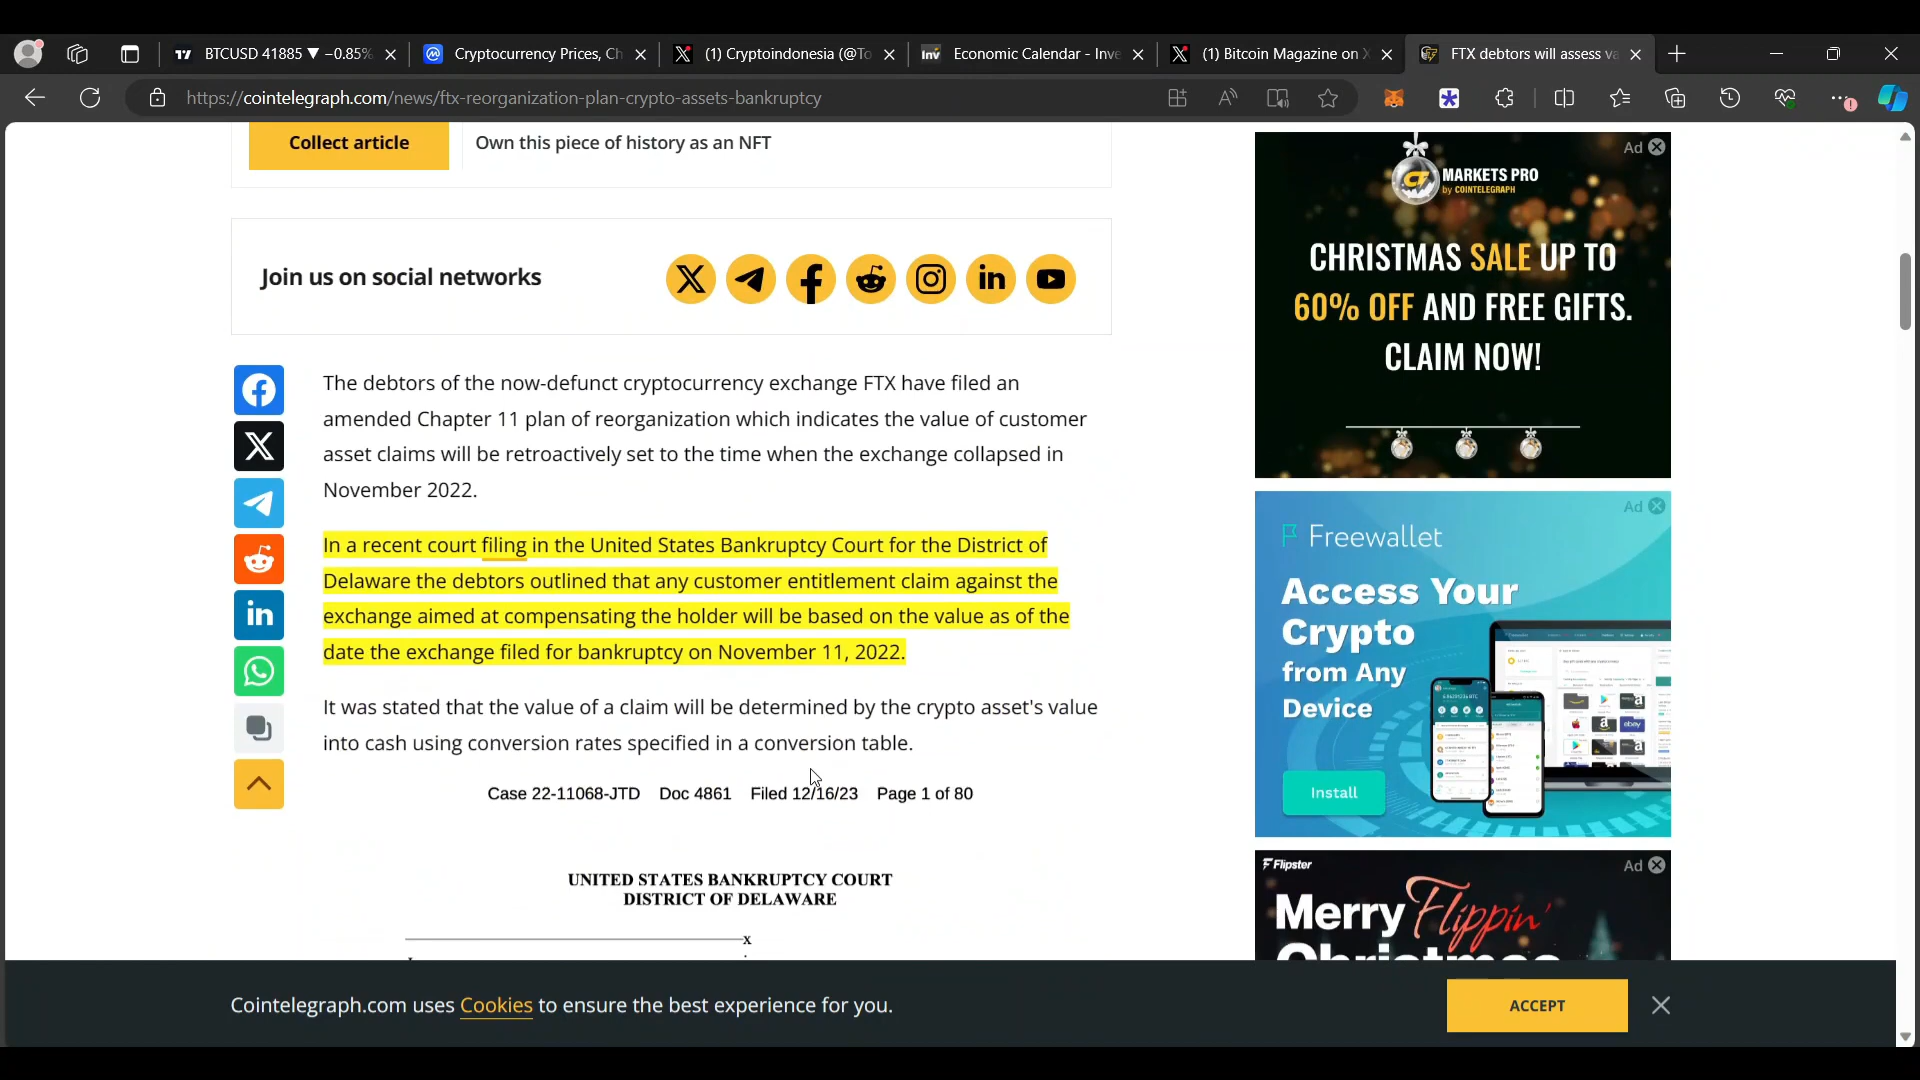 BTCUSD 41885 ▼ −0.85%
Cryptocurrency Prices, Ch
(1) Cryptoindonesia (@To
Inv Economic Calendar - Inve
(1) Bitcoin Magazine on X
FTX debtors will assess va
https://cointelegraph.com/news/ftx-reorganization-plan-crypto-assets-bankruptcy
Collect article
Own this piece of history as an NFT
Join us on social networks
The debtors of the now-defunct cryptocurrency exchange FTX have filed an
amended Chapter 11 plan of reorganization which indicates the value of customer
asset claims will be retroactively set to the time when the exchange collapsed in
November 2022.
In a recent court filing in the United States Bankruptcy Court for the District of
Delaware the debtors outlined that any customer entitlement claim against the
exchange aimed at compensating the holder will be based on the value as of the
date the exchange filed for bankruptcy on November 11, 2022.
It was stated that the value of a claim will be determined by the crypto asset's value
into cash using conversion rates specified in a conversion table.
Case 22-11068-JTD Doc 4861 Filed 12/16/23 Page 1 of 80
UNITED STATES BANKRUPTCY COURT
DISTRICT OF DELAWARE
x
Ad
MARKETS PRO
by COINTELEGRAPH
CHRISTMAS SALE UP TO
60% OFF AND FREE GIFTS.
CLAIM NOW!
Ad
Freewallet
Access Your
Crypto
from Any
Device
Install
Ad
Flipster
Merry Flippin'
Christmas
Cointelegraph.com uses Cookies to ensure the best experience for you.
ACCEPT